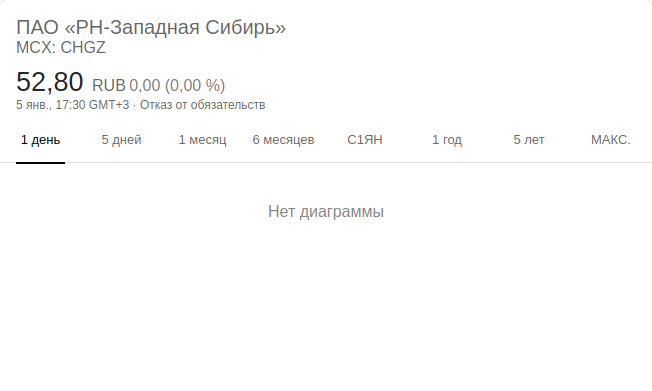 ПАО «РН-Западная Сибирь»
MCX: CHGZ
52,80 RUB 0,00 (0,00 %)
5 янв., 17:30 GMT+3 · Отказ от обязательств
1 день 5 дней 1 месяц 6 месяцев С1ЯН 1 год 5 лет МАКС.
Нет диаграммы